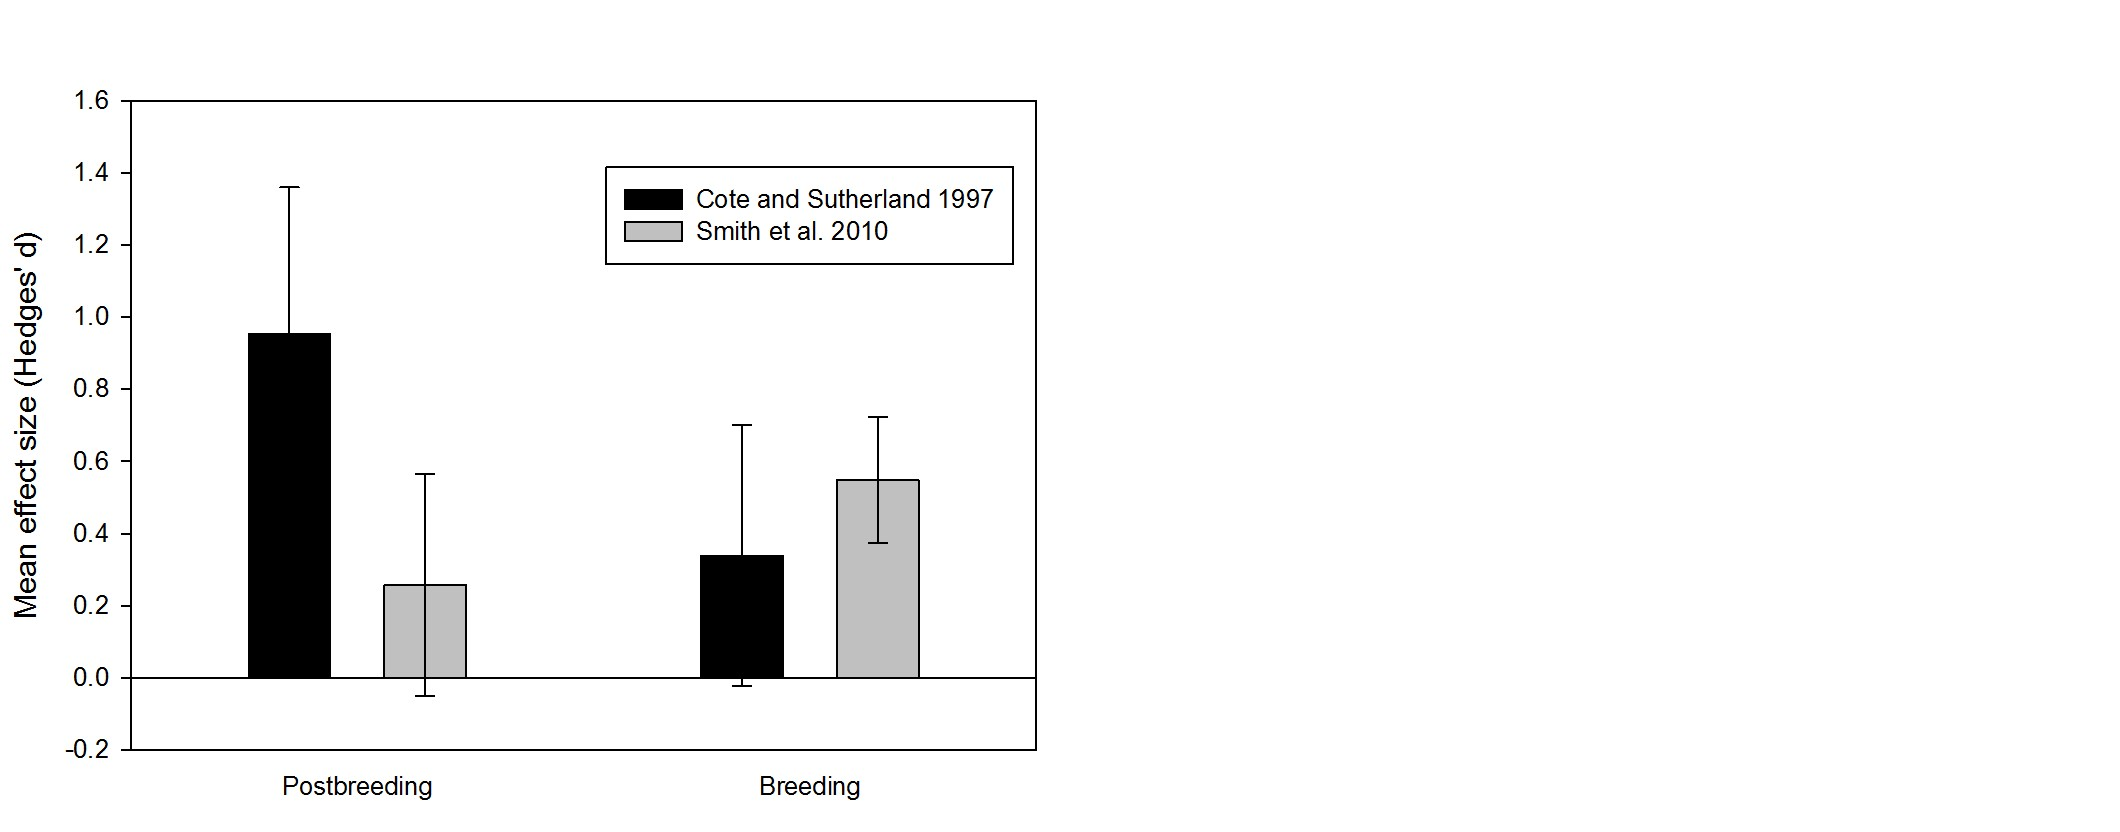 Mean effect size (Hedges' d)
1.6
1.4
1.2
1.0
0.8
0.6
0.4
0.2
0.0
-0.2
Cote and Sutherland 1997
Smith et al. 2010
Postbreeding
Breeding